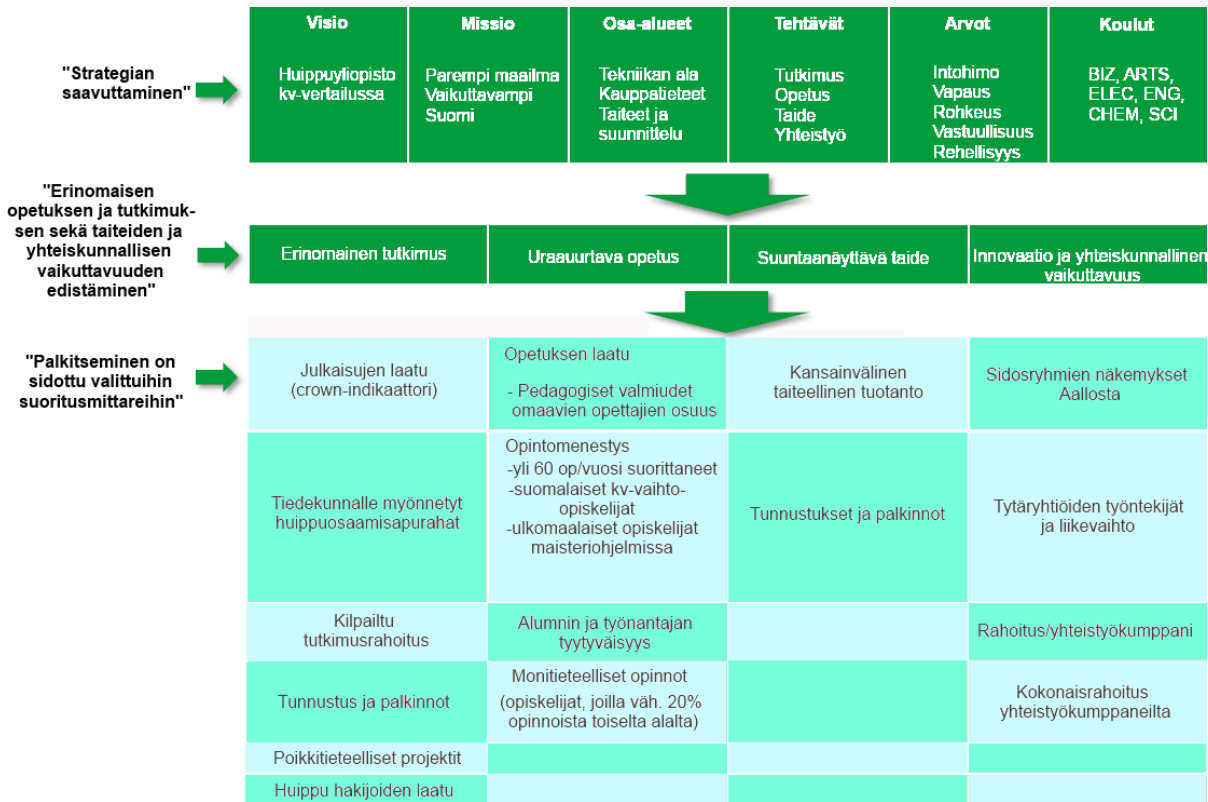 Visio
Missio
Osa-alueet
Tehtävät
Arvot
Koulut
"Strategian
saavuttaminen"
Huippuyliopisto
kv-vertailussa
Parempi maailma
Vaikuttavampi
Suomi
Tekniikan ala
Kauppatieteet
Taiteet ja
suunnittelu
Tutkimus
Opetus
Taide
Yhteistyö
Intohimo
Vapaus
Rohkeus
Vastuullisuus
Rehellisyys
BIZ, ARTS,
ELEC, ENG,
CHEM, SCI
"Erinomaisen
opetuksen ja tutkimuk-
sen sekä taiteiden ja
yhteiskunnallisen
vaikuttavuuden
edistäminen"
Erinomainen tutkimus
Uraauurtava opetus
Suuntaanäyttävä taide
Innovaatio ja yhteiskunnallinen
vaikuttavuus
"Palkitseminen on
sidottu valittuihin
suoritusmittareihin"
Julkaisujen laatu
(crown-indikaattori)
Opetuksen laatu
- Pedagogiset valmiudet
omaavien opettajien osuus
Kansainvälinen
taiteellinen tuotanto
Sidosryhmien näkemykset
Aallosta
Tiedekunnalle myönnetyt
huippuosaamisapurahat
Opintomenestys
-yli 60 op/vuosi suorittaneet
-suomalaiset kv-vaihto-
opiskelijat
-ulkomaalaiset opiskelijat
maisteriohjelmissa
Tunnustukset ja palkinnot
Tytäryhtiöiden työntekijät
ja liikevaihto
Kilpailtu
tutkimusrahoitus
Alumnin ja työnantajan
tyytyväisyys
Rahoitus/yhteistyökumppani
Tunnustus ja palkinnot
Monitieteelliset opinnot
(opiskelijat, joilla väh. 20%
opinnoista toiselta alalta)
Kokonaisrahoitus
yhteistyökumppaneilta
Poikkitieteelliset projektit
Huippu hakijoiden laatu